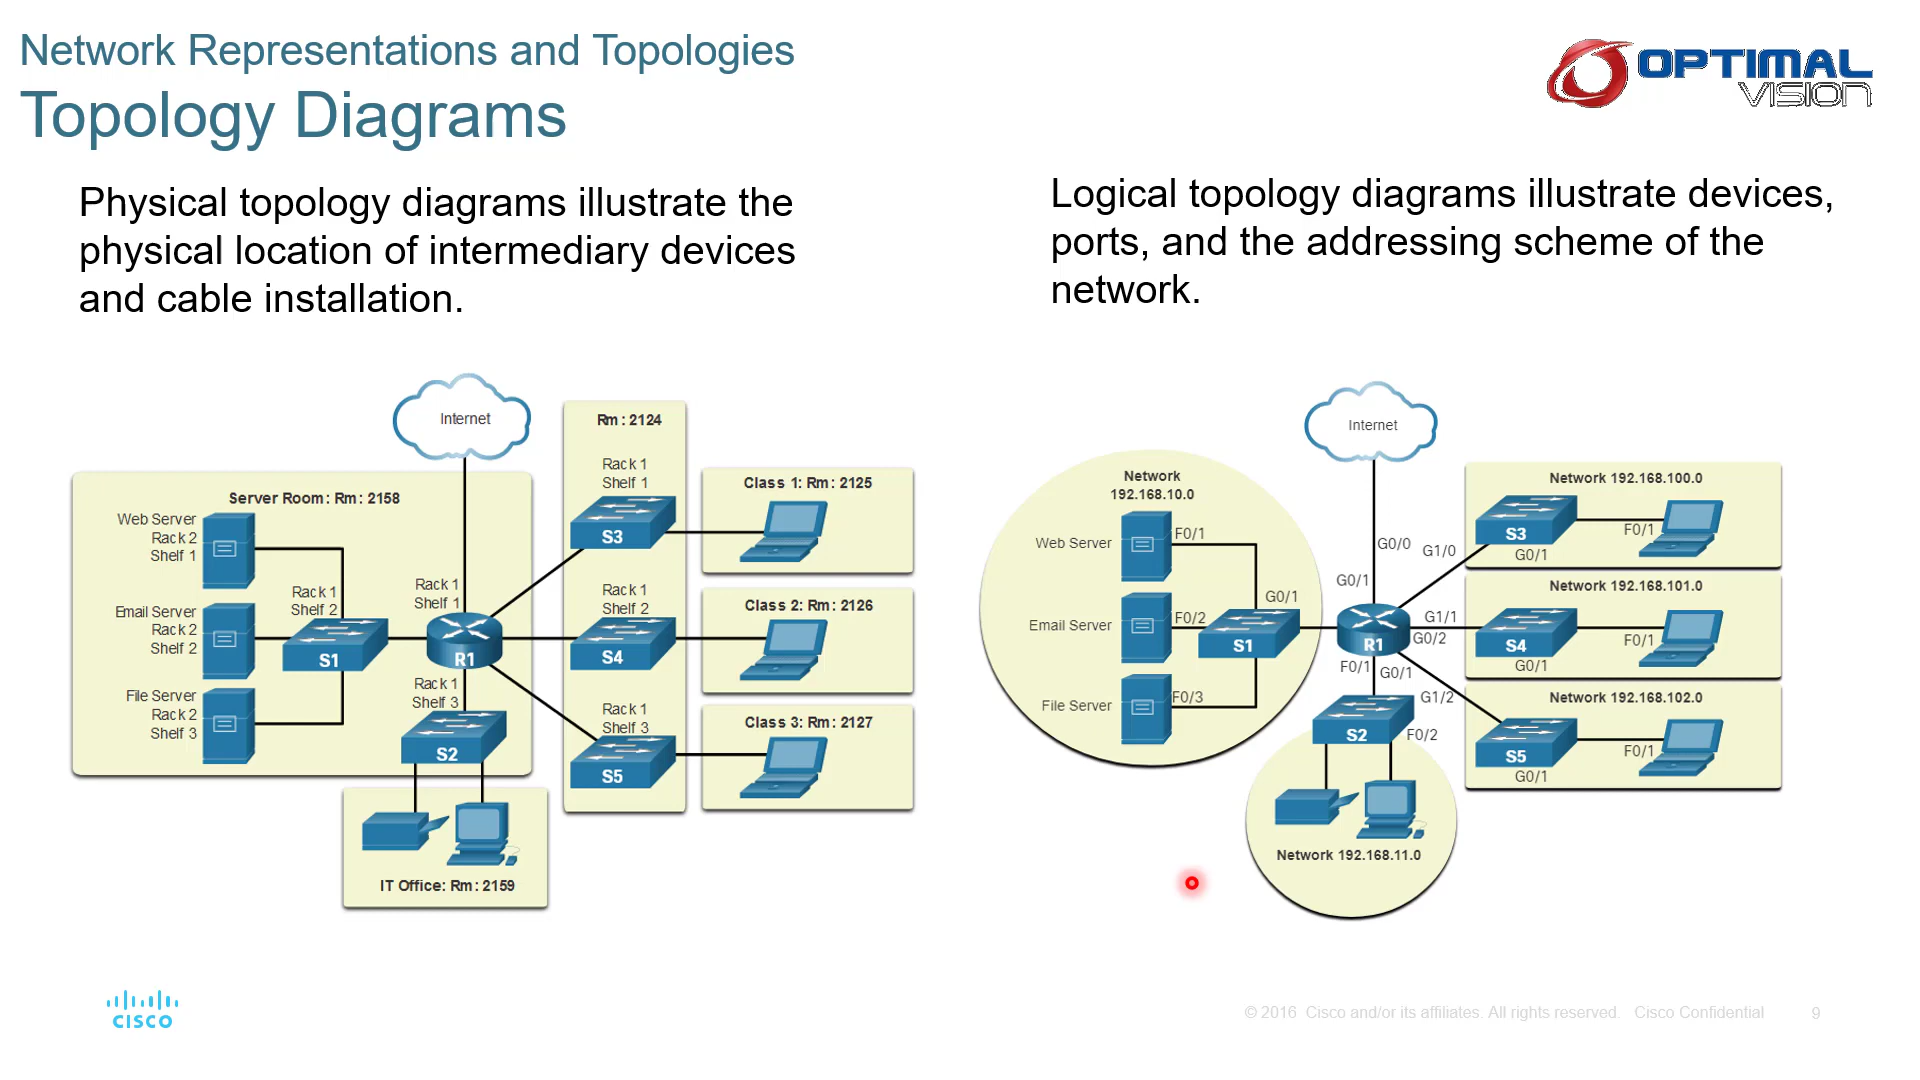 Network Representations and Topologies
Topology Diagrams
OPTIMAL
VISION
Physical topology diagrams illustrate the
physical location of intermediary devices
and cable installation.
Logical topology diagrams illustrate devices,
ports, and the addressing scheme of the
network.
Internet
Server Room: Rm: 2158
Web Server
Rack 2
Shelf 1
Email Server
Rack 2
Shelf 2
File Server
Rack 2
Shelf 3
Rack 1
Shelf 2
S1
Rack 1
Shelf 1
R1
Rack 1
Shelf 3
S2
IT Office: Rm: 2159
Rm: 2124
Rack 1
Shelf 1
S3
Rack 1
Shelf 2
S4
Rack 1
Shelf 3
S5
Class 1: Rm: 2125
Class 2: Rm: 2126
Class 3: Rm: 2127
Internet
Network
192.168.10.0
Web Server
F0/1
Email Server
F0/2
File Server
F0/3
G0/1
S1
G0/0
G1/0
G0/1
R1
G1/1
G0/2
F0/1
G0/1
G1/2
S2
F0/2
Network 192.168.11.0
Network 192.168.100.0
S3
F0/1
G0/1
Network 192.168.101.0
S4
F0/1
G0/1
Network 192.168.102.0
S5
F0/1
G0/1
CISCO
© 2016 Cisco and/or its affiliates. All rights reserved. Cisco Confidential
9